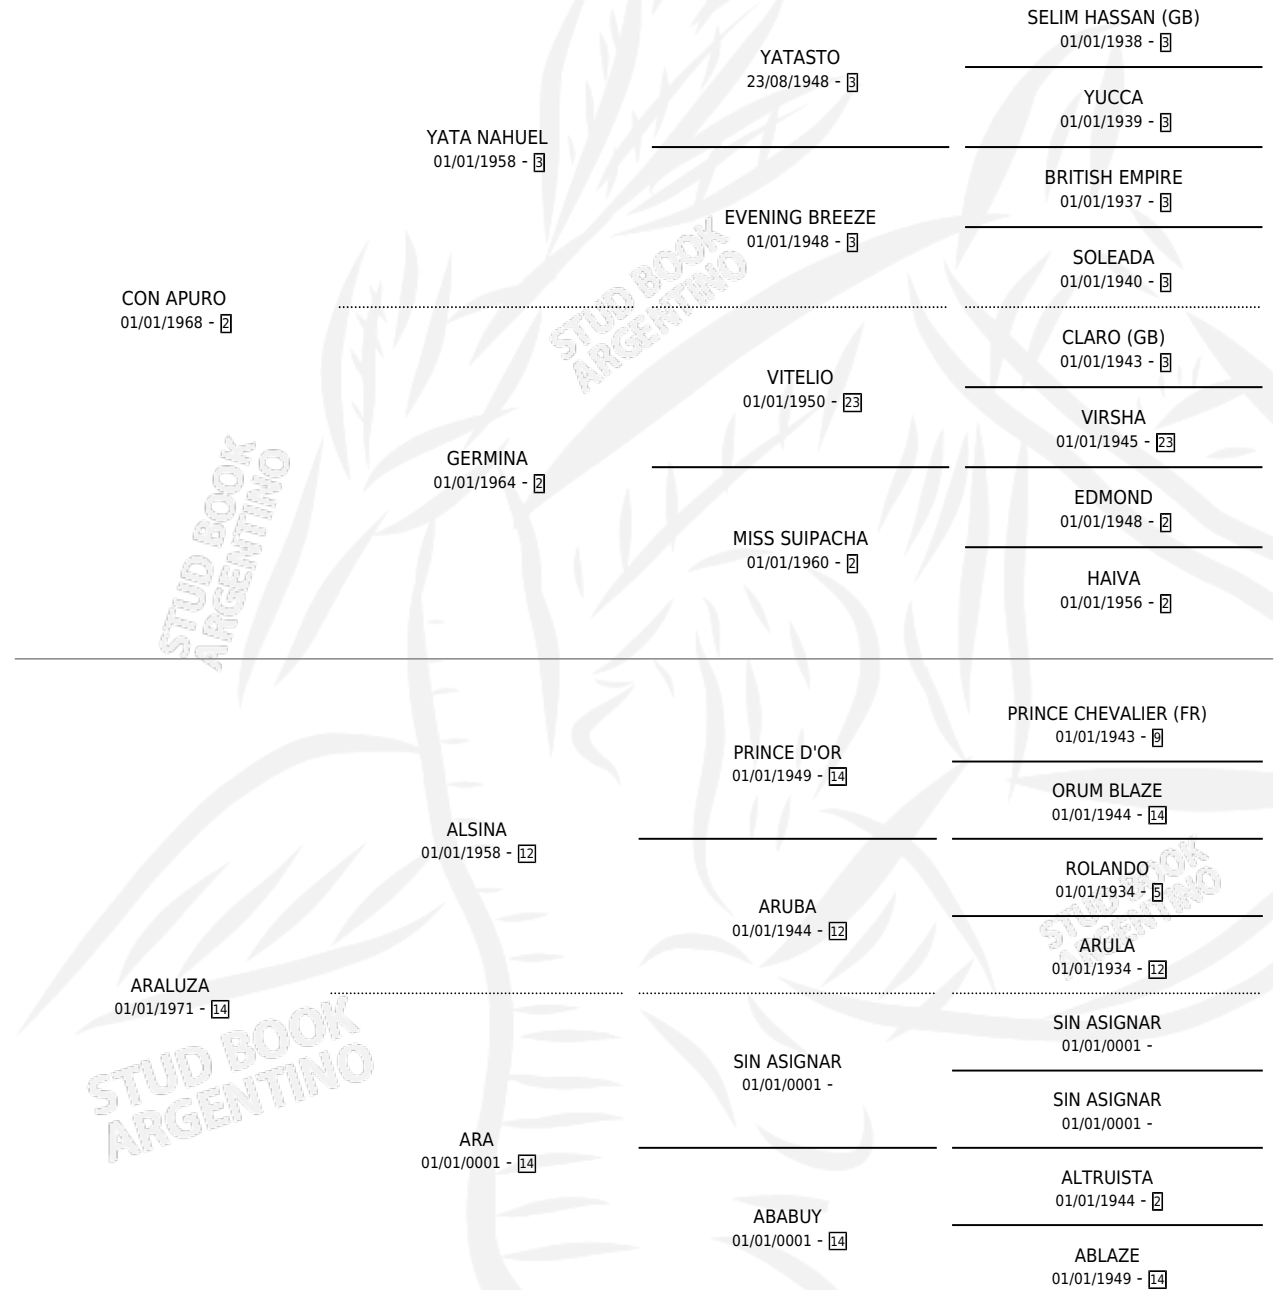 SELIM HASSAN (GB)
01/01/1938 - 3
YATASTO
23/08/1948 - 3
YUCCA
01/01/1939 - 3
YATA NAHUEL
01/01/1958 - 3
BRITISH EMPIRE
01/01/1937 - 3
EVENING BREEZE
01/01/1948 - 3
SOLEADA
01/01/1940 - 3
CON APURO
01/01/1968 - 2
CLARO (GB)
01/01/1943 - 3
VITELIO
01/01/1950 - 23
VIRSHA
01/01/1945 - 23
GERMINA
01/01/1964 - 2
EDMOND
01/01/1948 - 2
MISS SUIPACHA
01/01/1960 - 2
HAIVA
01/01/1956 - 2
PRINCE CHEVALIER (FR)
01/01/1943 - 9
PRINCE D'OR
01/01/1949 - 14
ORUM BLAZE
01/01/1944 - 14
ALSINA
01/01/1958 - 12
ROLANDO
01/01/1934 - 5
ARUBA
01/01/1944 - 12
ARULA
01/01/1934 - 12
ARALUZA
01/01/1971 - 14
SIN ASIGNAR
01/01/0001 -
SIN ASIGNAR
01/01/0001 -
SIN ASIGNAR
01/01/0001 -
ARA
01/01/0001 - 14
ALTRUISTA
01/01/1944 - 2
ABABUY
01/01/0001 - 14
ABLAZE
01/01/1949 - 14
STUD BOOK
ARGENTINO
STUD BOOK
ARGENTINO
STUD BOOK
ARGENTINO
STUD BOOK
ARGENTINO